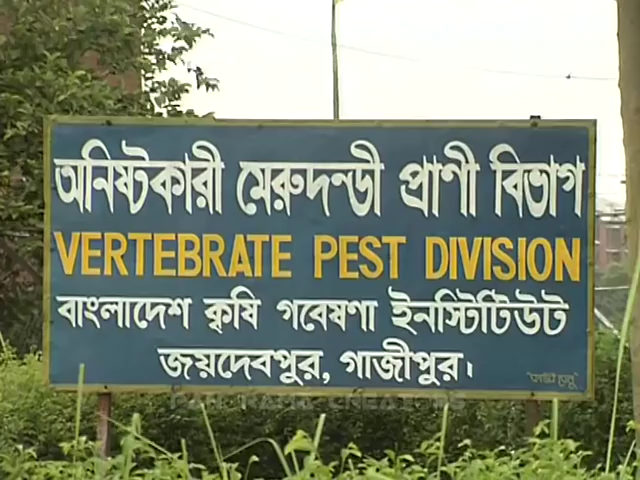 অনিষ্টকারী মেরুদন্ডী প্রাণী বিভাগ
VERTEBRATE PEST DIVISION
বাংলাদেশ কৃষি গবেষণা ইনস্টিটিউট
জয়দেবপুর, গাজীপুর।